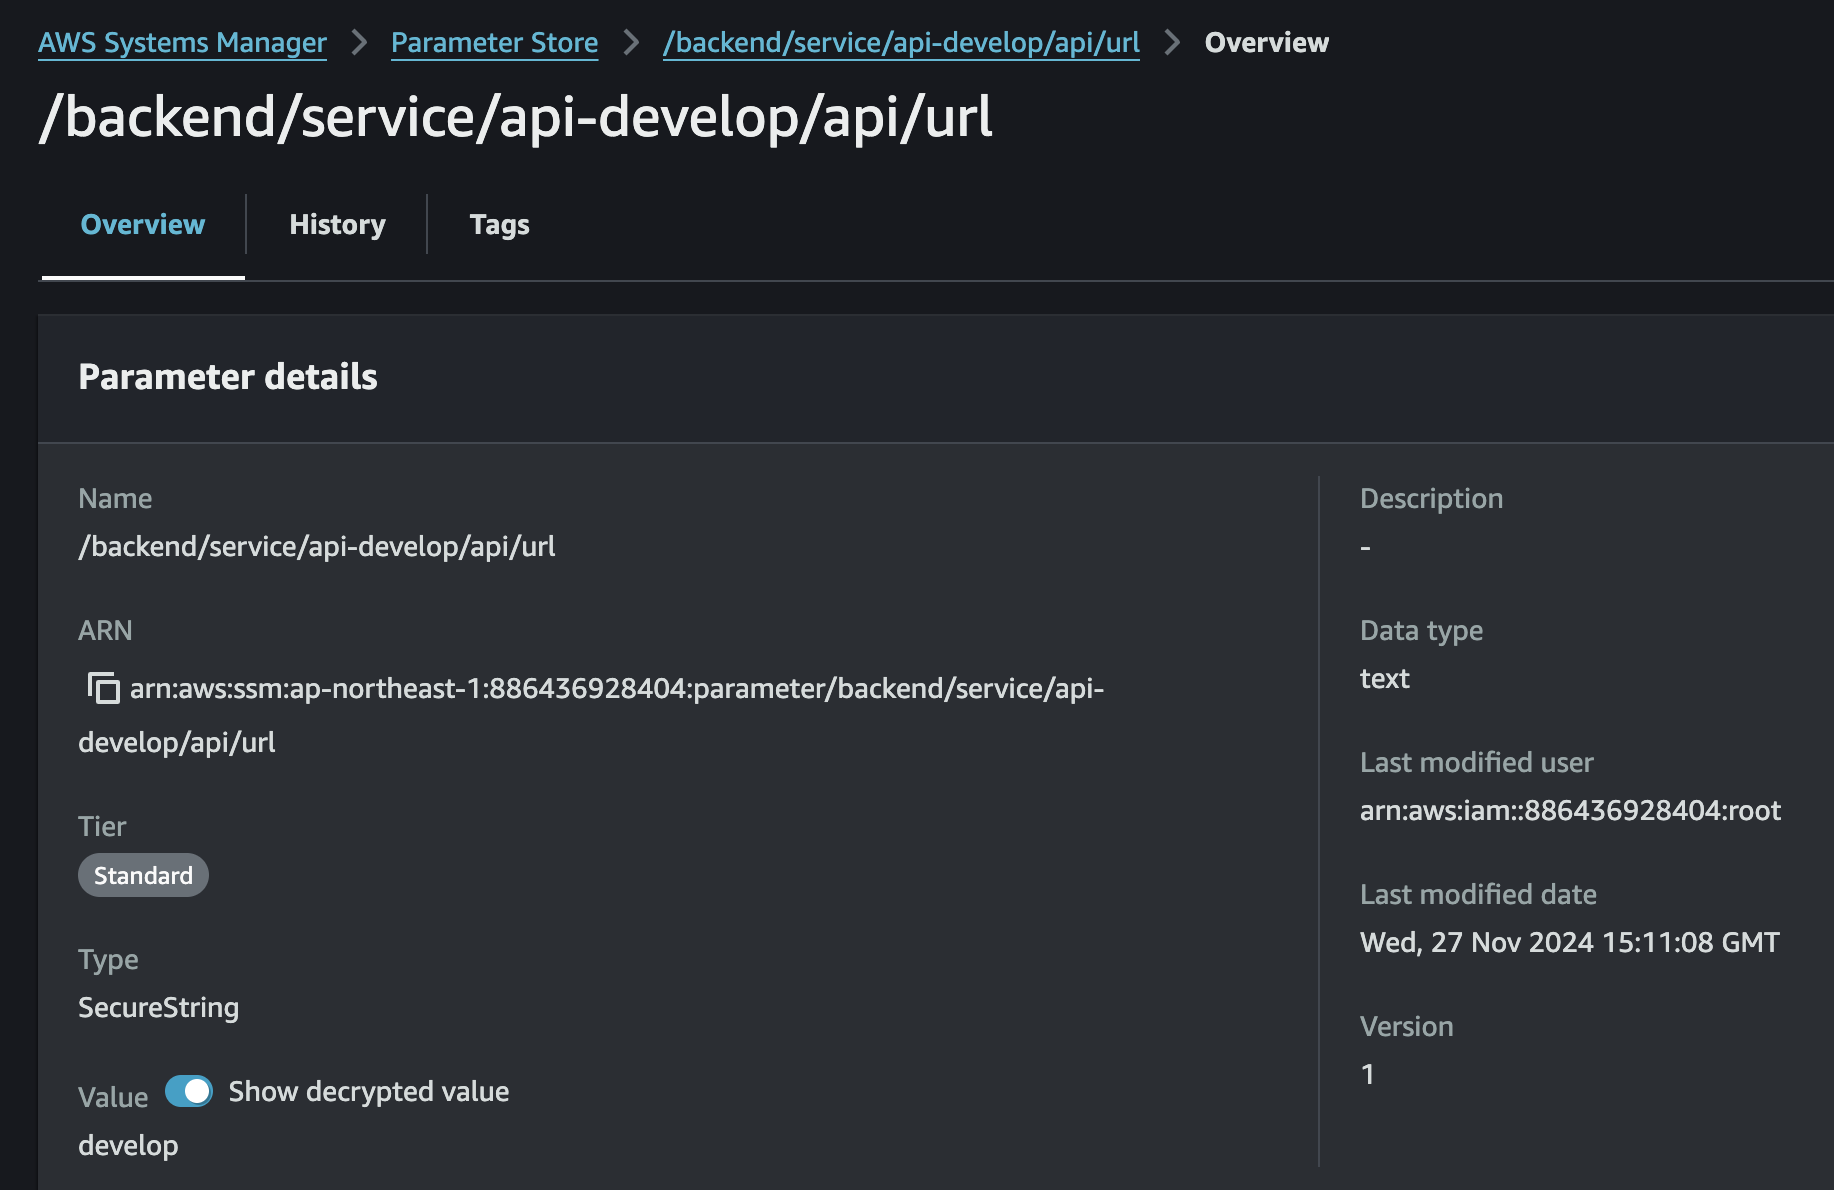 AWS Systems Manager > Parameter Store > /backend/service/api-develop/api/url > Overview
/backend/service/api-develop/api/url
Overview
History
Tags
Parameter details
Name
/backend/service/api-develop/api/url
ARN
arn:aws:ssm:ap-northeast-1:886436928404:parameter/backend/service/api-
develop/api/url
Tier
Standard
Type
SecureString
Value Show decrypted value
develop
Description
-
Data type
text
Last modified user
arn:aws:iam::886436928404:root
Last modified date
Wed, 27 Nov 2024 15:11:08 GMT
Version
1